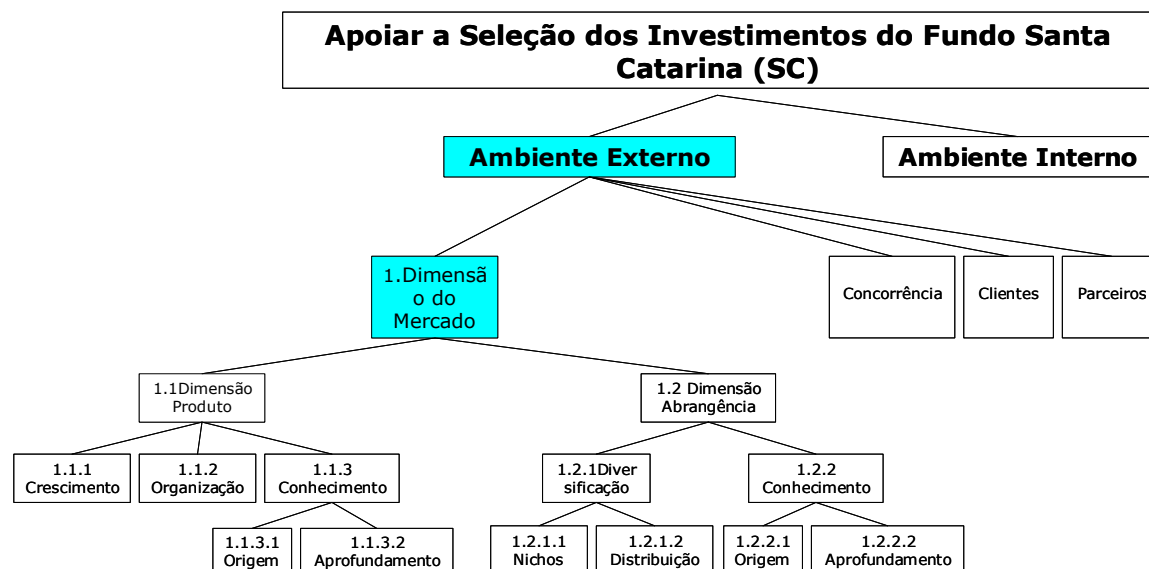 Apoiar a Seleção dos Investimentos do Fundo Santa
Catarina (SC)
Ambiente Externo
Ambiente Interno
1.Dimensã
o do
Mercado
Concorrência
Clientes
Parceiros
1.1Dimensão
Produto
1.2 Dimensão
Abrangência
1.1.1
Crescimento
1.1.2
Organização
1.1.3
Conhecimento
1.2.1Diver
sificação
1.2.2
Conhecimento
1.1.3.1
Origem
1.1.3.2
Aprofundamento
1.2.1.1
Nichos
1.2.1.2
Distribuição
1.2.2.1
Origem
1.2.2.2
Aprofundamento